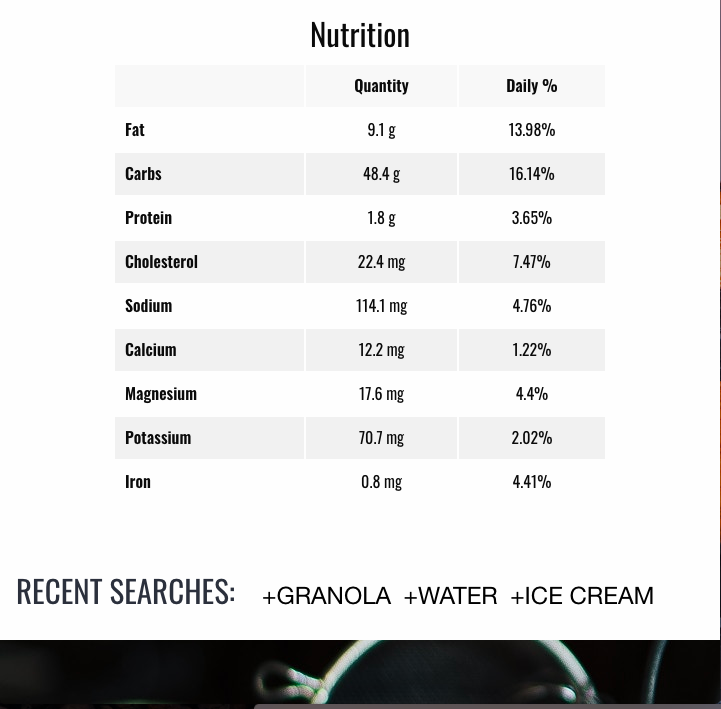 Nutrition
Quantity Daily %
Fat 9.1 g 13.98%
Carbs 48.4 g 16.14%
Protein 1.8 g 3.65%
Cholesterol 22.4 mg 7.47%
Sodium 114.1 mg 4.76%
Calcium 12.2 mg 1.22%
Magnesium 17.6 mg 4.4%
Potassium 70.7 mg 2.02%
Iron 0.8 mg 4.41%
RECENT SEARCHES: +GRANOLA +WATER +ICE CREAM